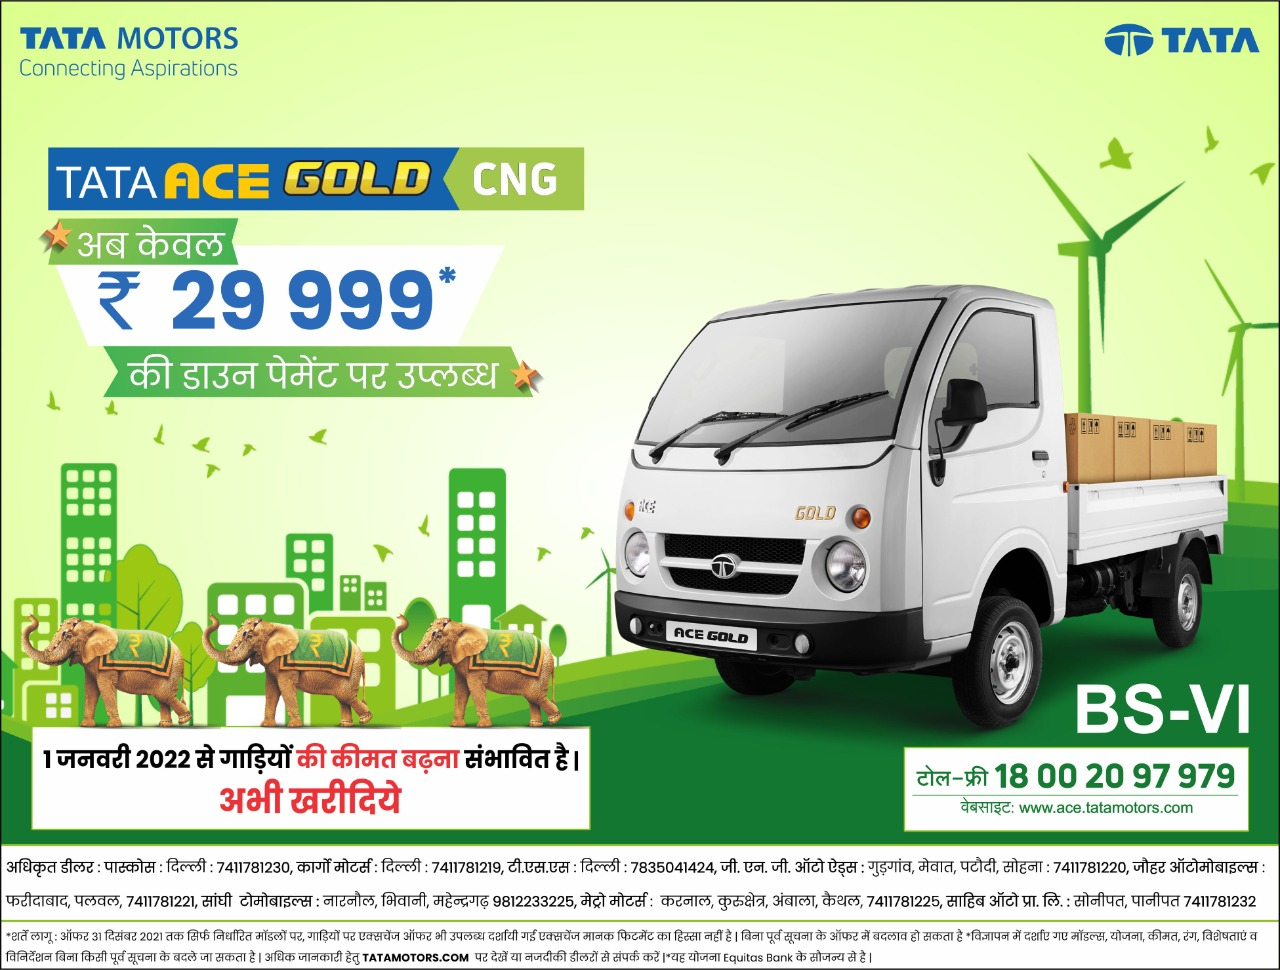 TATA MOTORS
Connecting Aspirations
TATA
TATA ACE GOLD CNG
अब केवल
₹ 29 999*
की डाउन पेमेंट पर उप्लब्ध
ACE
GOLD
ACE GOLD
BS-VI
1 जनवरी 2022 से गाड़ियों की कीमत बढ़ना संभावित है |
अभी खरीदिये
टोल-फ्री 18 00 20 97 979
वेबसाइट: www.ace.tatamotors.com
अधिकृत डीलर : पास्कोस : दिल्ली : 7411781230, कार्गो मोटर्स : दिल्ली : 7411781219, टी.एस.एस : दिल्ली : 7835041424, जी. एन. जी. ऑटो ऐड्स : गुड़गांव, मेवात, पटौदी, सोहना : 7411781220, जौहर ऑटोमोबाइल्स :
फरीदाबाद, पलवल, 7411781221, सांघी टोमोबाइल्स : नारनौल, भिवानी, महेन्द्रगढ़ 9812233225, मेट्रो मोटर्स : करनाल, कुरुक्षेत्र, अंबाला, कैथल, 7411781225, साहिब ऑटो प्रा. लि. : सोनीपत, पानीपत 7411781232
*शर्ते लागू : ऑफर 31 दिसंबर 2021 तक सिर्फ निर्धारित मॉडलों पर, गाड़ियों पर एक्सचेंज ऑफर भी उपलब्ध दर्शायी गई एक्सचेंज मानक फिटमेंट का हिस्सा नहीं है | बिना पूर्व सूचना के ऑफर में बदलाव हो सकता है *विज्ञापन में दर्शाए गए मॉडल्स, योजना, कीमत, रंग, विशेषताएं व
विनिर्देशन बिना किसी पूर्व सूचना के बदले जा सकता है | अधिक जानकारी हेतु TATAMOTORS.COM पर देखें या नजदीकी डीलरों से संपर्क करें |*यह योजना Equitas Bank के सौजन्य से है |